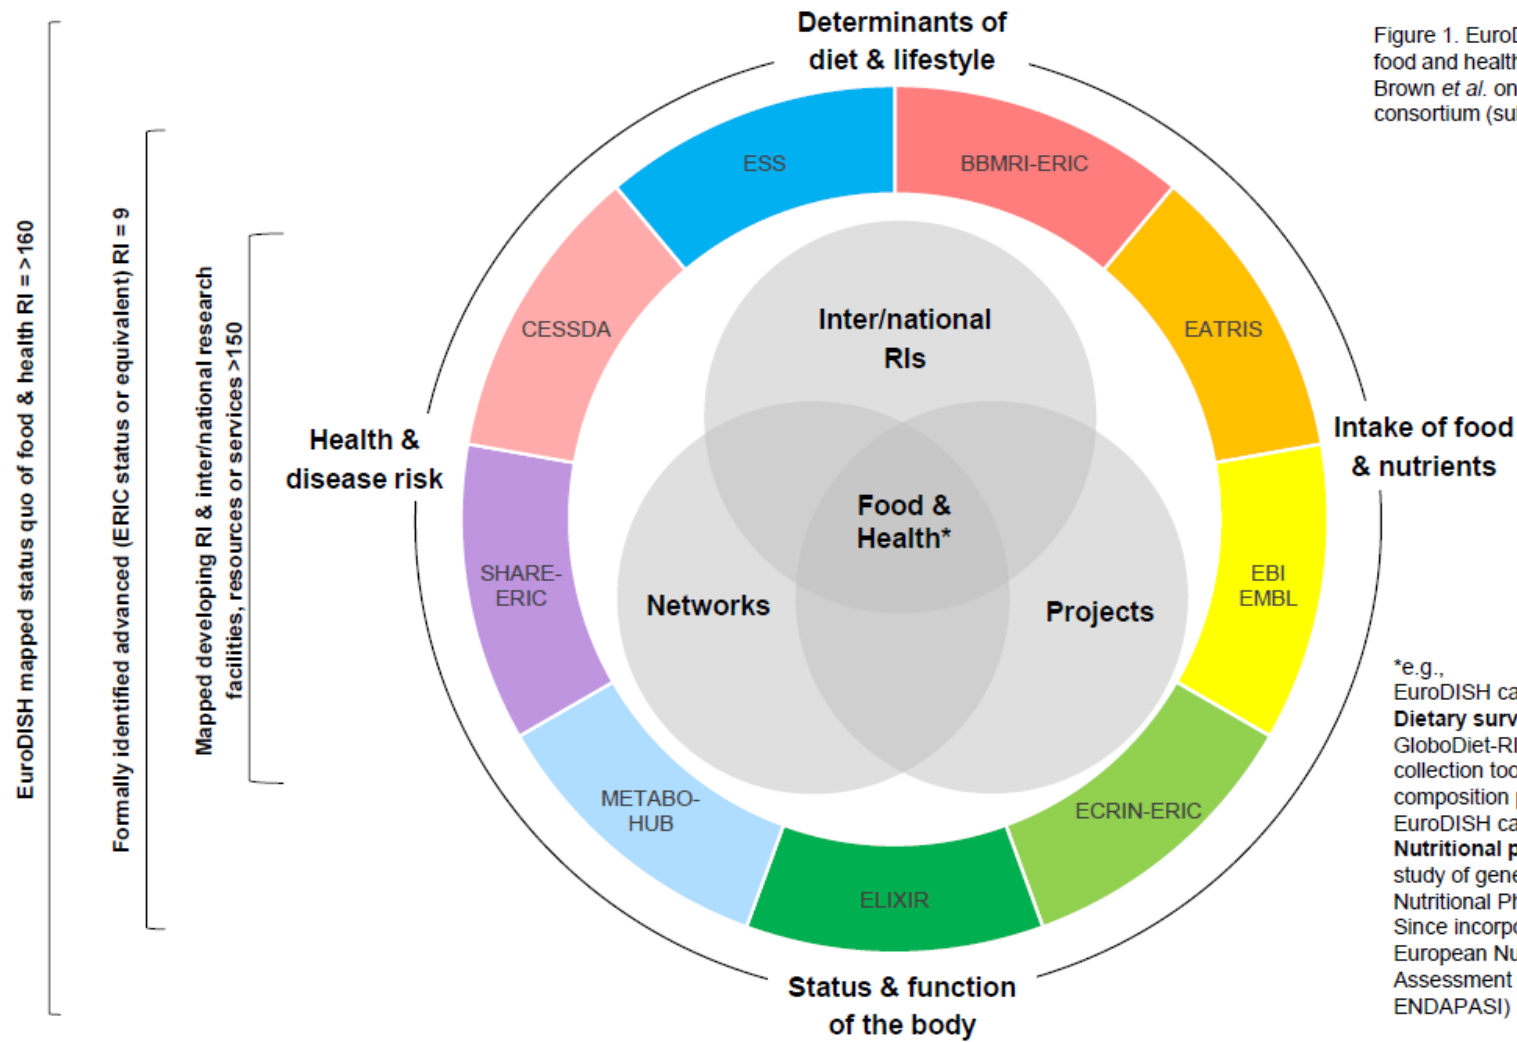 Determinants of
diet & lifestyle
Figure 1. Euro
food and health
Brown et al. on
consortium (su
EuroDISH mapped status quo of food & health RI = >160
Formally identified advanced (ERIC status or equivalent) RI = 9
Mapped developing RI & inter/national research
facilities, resources or services >150
ESS
BBMRI-ERIC
CESSDA
EATRIS
Inter/national
RIs
Health &
disease risk
Intake of food
& nutrients
Food &
Health*
SHARE-
ERIC
EBI
EMBL
Networks
Projects
METABO-
HUB
ECRIN-ERIC
ELIXIR
Status & function
of the body
*e.g.,
EuroDISH ca
Dietary surv
GloboDiet-RI
collection too
composition
EuroDISH ca
Nutritional p
study of gene
Nutritional Ph
Since incorpo
European Nu
Assessment
ENDAPASI)